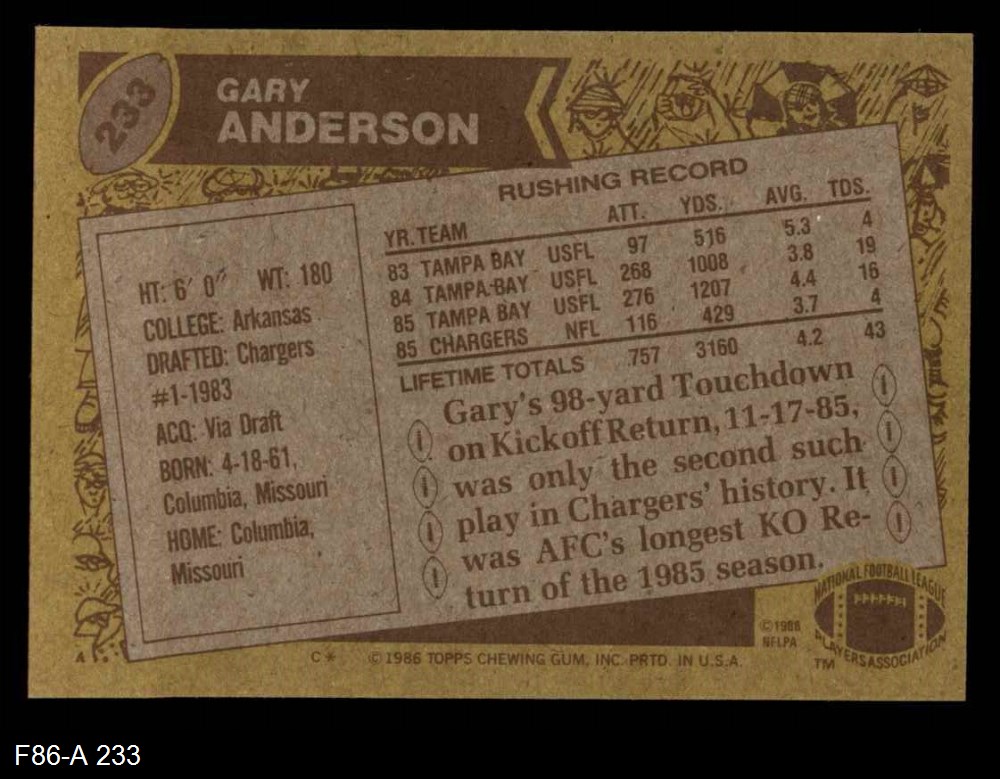 233
GARY
ANDERSON
RUSHING RECORD
YR. TEAM ATT. YDS. AVG. TDS.
83 TAMPA BAY USFL 97 516 5.3 4
84 TAMPA BAY USFL 268 1008 3.8 19
85 TAMPA BAY USFL 276 1207 4.4 16
85 CHARGERS NFL 116 429 3.7 4
LIFETIME TOTALS 757 3160 4.2 43
HT: 6' 0" WT: 180
COLLEGE: Arkansas
DRAFTED: Chargers
#1-1983
ACQ: Via Draft
BORN: 4-18-61,
Columbia, Missouri
HOME: Columbia,
Missouri
Gary's 98-yard Touchdown
on Kickoff Return, 11-17-85,
was only the second such
play in Chargers' history. It
was AFC's longest KO Re-
turn of the 1985 season.
©1986
NFLPA
NATIONAL FOOTBALL LEAGUE
PLAYERS ASSOCIATION
TM
A
C* ©1986 TOPPS CHEWING GUM, INC. PRTD. IN U.S.A.
F86-A 233